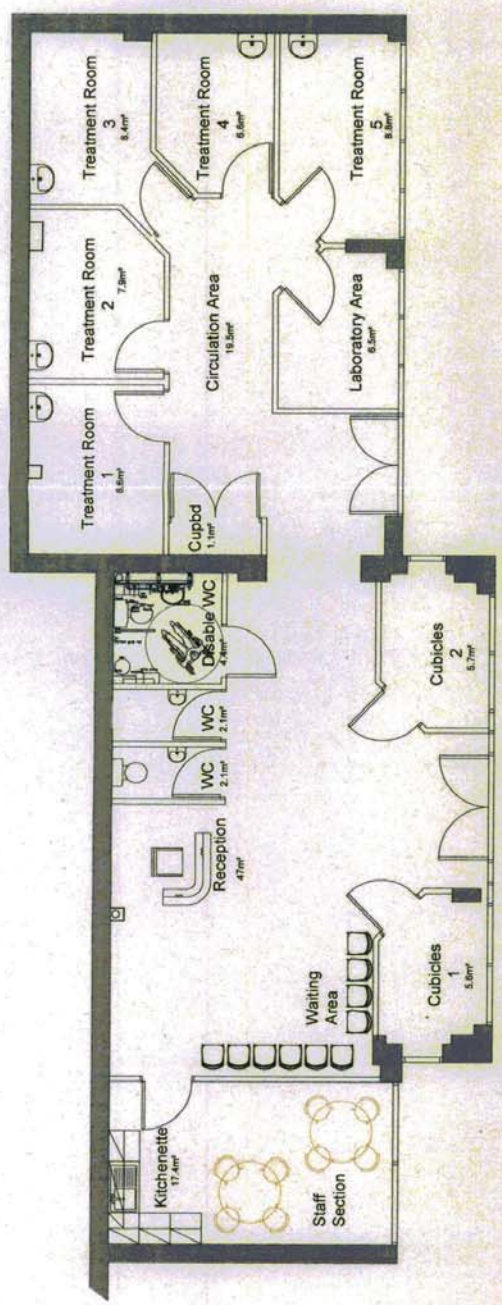 Kitchenette
17.4m²
Staff
Section
Waiting
Area
Reception
47m²
WC
2.1m²
WC
2.1m²
Disable WC
4.4m²
Cubicles
1
5.6m²
Cubicles
2
5.7m²
Cupbd
1.1m²
Treatment Room
1
8.6m²
Treatment Room
2
7.9m²
Treatment Room
3
8.4m²
Treatment Room
4
6.6m²
Treatment Room
5
8.8m²
Circulation Area
19.5m²
Laboratory Area
6.5m²